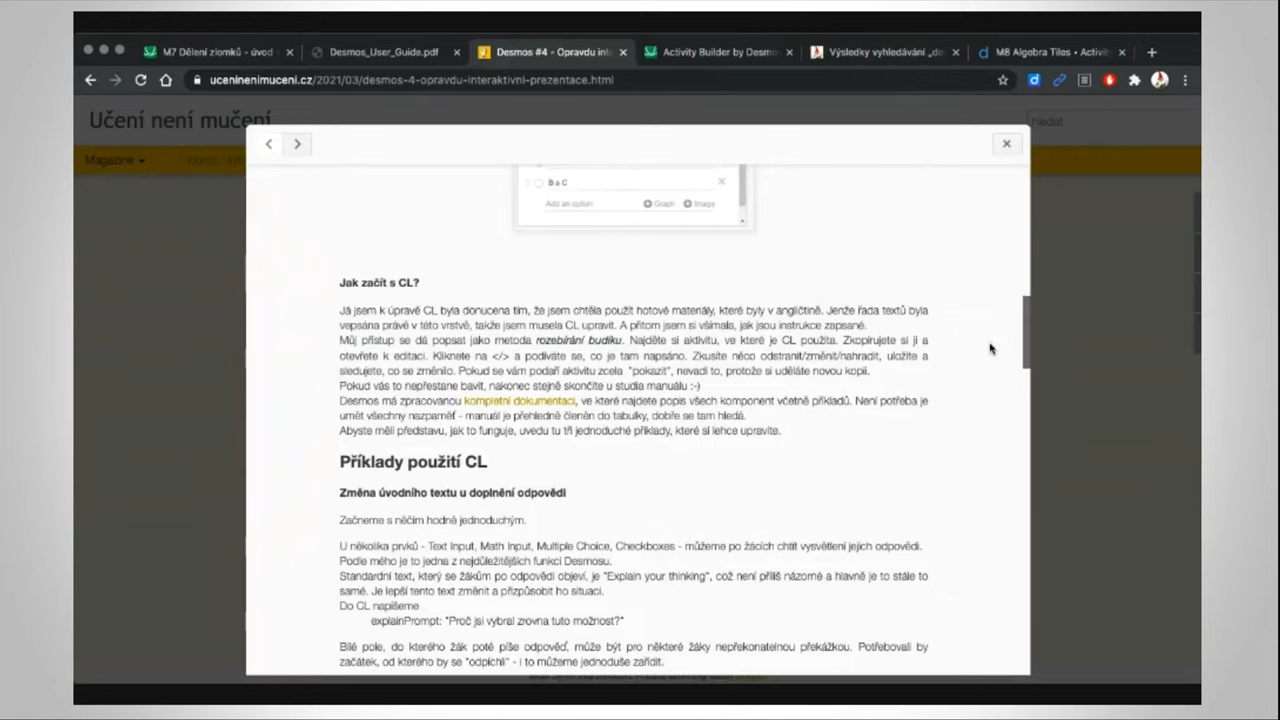 M7 Dělení zlomků - úvod
Desmos_User_Guide.pdf
Desmos #4 - Opravdu inte
Activity Builder by Desmo
Výsledky vyhledávání „de
M8 Algebra Tiles • Activit
uceninenimuceni.cz/2021/03/desmos-4-opravdu-interaktivni-prezentace.html
Učení není mučení
hledat
Magazine
Domů
B a C
Add an option
Graph
Image
Jak začít s CL?
Já jsem k úpravě CL byla donucena tím, že jsem chtěla použít hotové materiály, které byly v angličtině. Jenže řada textů byla
vepsána právě v této vrstvě, takže jsem musela CL upravit. A přitom jsem si všímala, jak jsou instrukce zapsané.
Můj přístup se dá popsat jako metoda rozebírání budíku. Najděte si aktivitu, ve které je CL použita. Zkopírujete si ji a
otevřete k editaci. Kliknete na </> a podíváte se, co je tam napsáno. Zkusíte něco odstranit/změnit/nahradit, uložíte a
sledujete, co se změnilo. Pokud se vám podaří aktivitu zcela "pokazit", nevadí to, protože si uděláte novou kopii.
Pokud vás to nepřestane bavit, nakonec stejně skončíte u studia manuálu :-)
Desmos má zpracovanou kompletní dokumentaci, ve které najdete popis všech komponent včetně příkladů. Není potřeba je
umět všechny nazpaměť - manuál je přehledně členěn do tabulky, dobře se tam hledá.
Abyste měli představu, jak to funguje, uvedu tu tři jednoduché příklady, které si lehce upravíte.
Příklady použití CL
Změna úvodního textu u doplnění odpovědi
Začneme s něčím hodně jednoduchým.
U několika prvků - Text Input, Math Input, Multiple Choice, Checkboxes - můžeme po žácích chtít vysvětlení jejich odpovědi.
Podle mého je to jedna z nejdůležitějších funkcí Desmosu.
Standardní text, který se žákům po odpovědi objeví, je "Explain your thinking", což není příliš názorné a hlavně je to stále to
samé. Je lepší tento text změnit a přizpůsobit ho situaci.
Do CL napíšeme
explainPrompt: "Proč jsi vybral zrovna tuto možnost?"
Bílé pole, do kterého žák poté píše odpověď, může být pro některé žáky nepřekonatelnou překážkou. Potřebovali by
začátek, od kterého by se "odpíchli" - i to můžeme jednoduše zařídit.